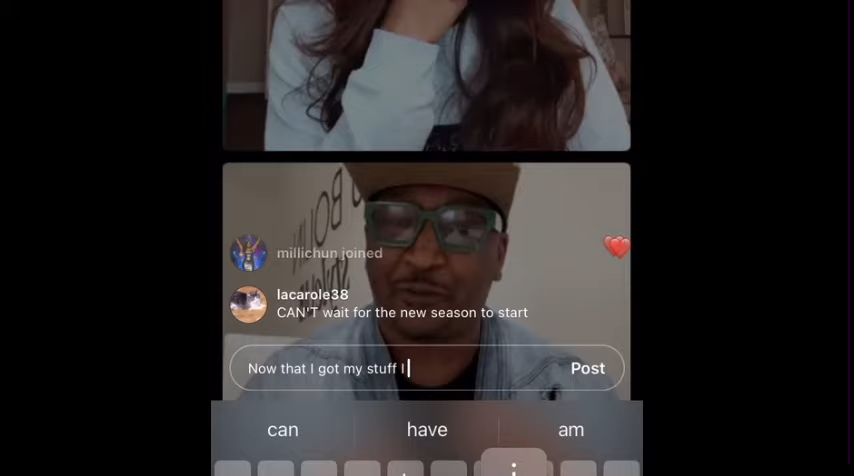 millichun joined
lacarole38
CAN'T wait for the new season to start
Now that I got my stuff I
Post
can
have
am